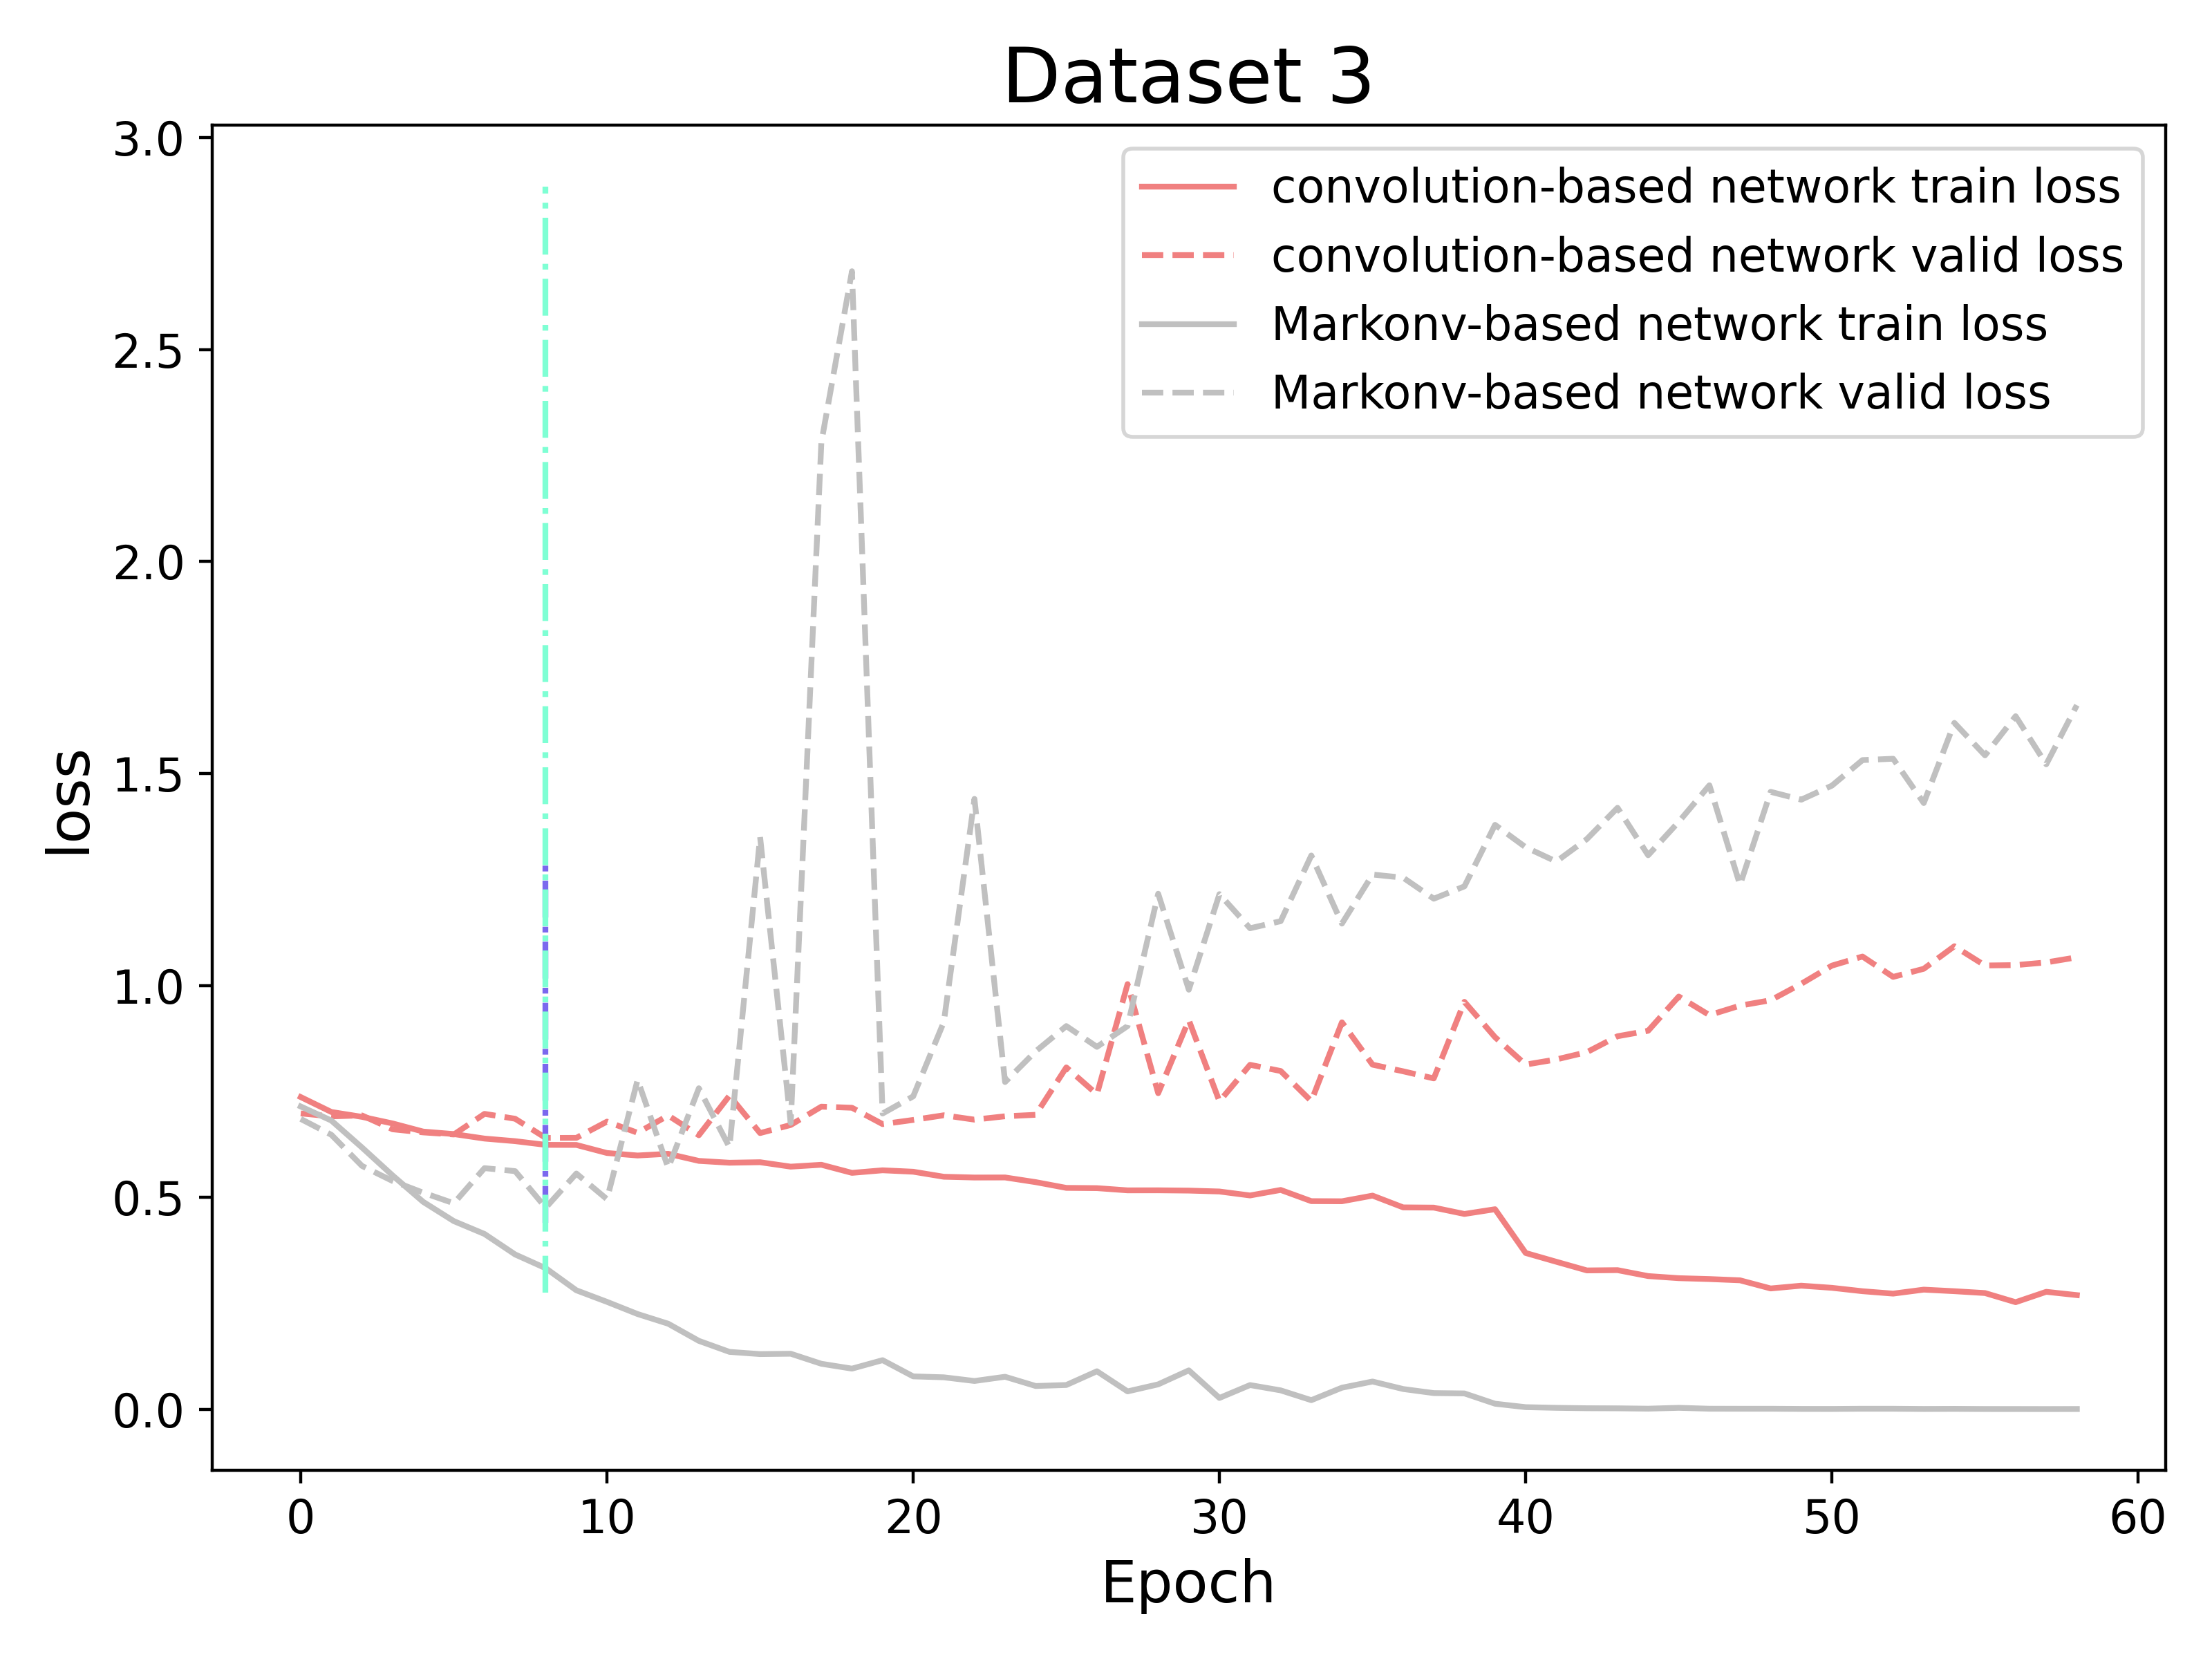 Dataset 3
3.0
2.5
2.0
1.5
1.0
0.5
0.0
loss
convolution-based network train loss
convolution-based network valid loss
Markonv-based network train loss
Markonv-based network valid loss
0 10 20 30 40 50 60
Epoch